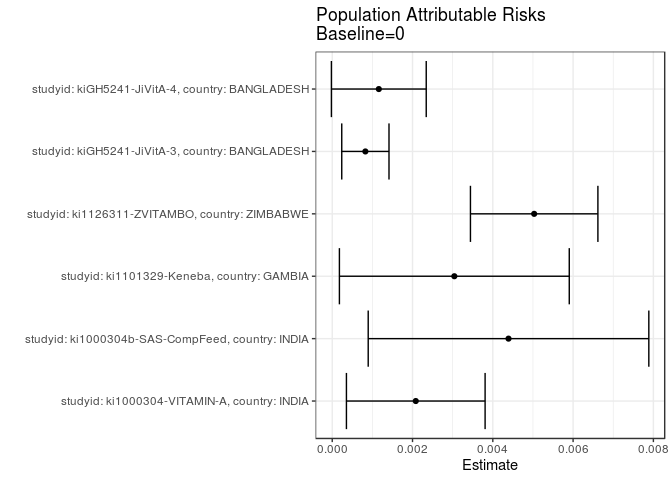 Population Attributable Risks
Baseline=0
studyid: kiGH5241-JiVitA-4, country: BANGLADESH
studyid: kiGH5241-JiVitA-3, country: BANGLADESH
studyid: ki1126311-ZVITAMBO, country: ZIMBABWE
studyid: ki1101329-Keneba, country: GAMBIA
studyid: ki1000304b-SAS-CompFeed, country: INDIA
studyid: ki1000304-VITAMIN-A, country: INDIA
0.000 0.002 0.004 0.006 0.008
Estimate